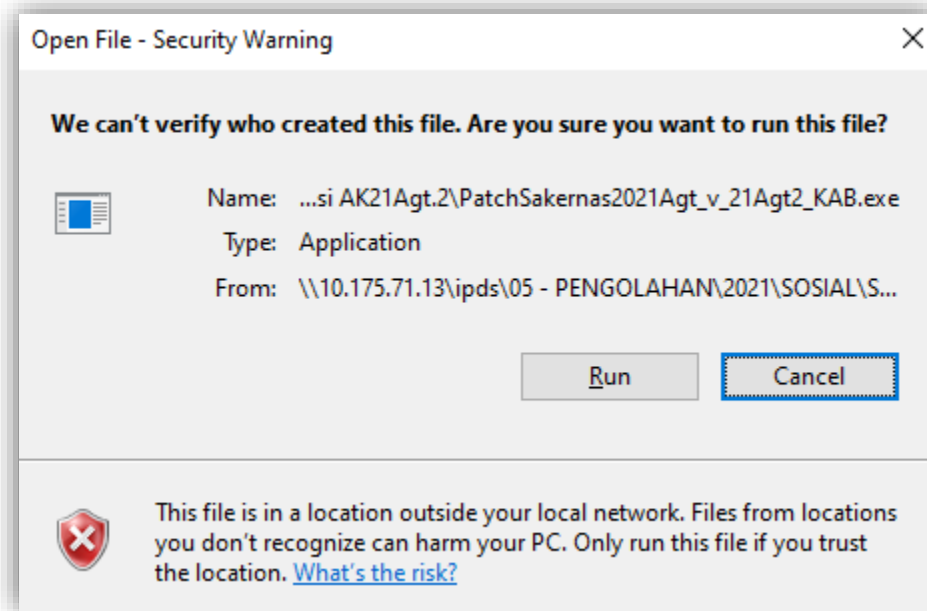 Open File - Security Warning
We can't verify who created this file. Are you sure you want to run this file?
Name: ...si AK21Agt.2\PatchSakernas2021Agt_v_21Agt2_KAB.exe
Type: Application
From: \\10.175.71.13\ipds\05 - PENGOLAHAN\2021\SOSIAL\S...
Run Cancel
This file is in a location outside your local network. Files from locations
you don't recognize can harm your PC. Only run this file if you trust
the location. What's the risk?